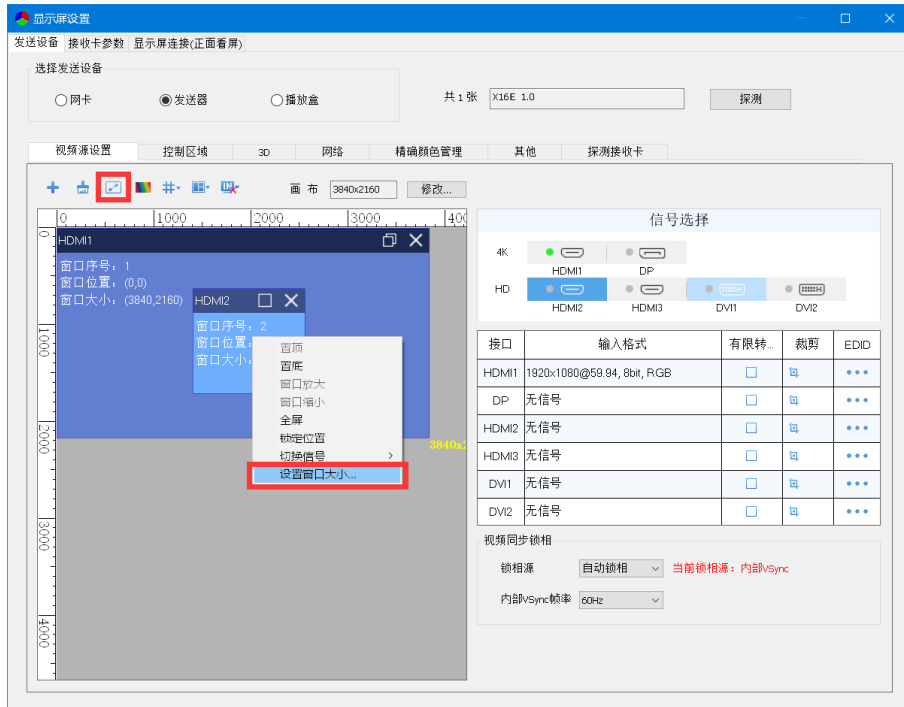 显示屏设置
发送设备 接收卡参数 显示屏连接(正面看屏)
选择发送设备
网卡 发送器 播放盒 共 1 张 X16E 1.0 探测
视频源设置 控制区域 3D 网络 精确颜色管理 其他 探测接收卡
画 布 3840x2160 修改...
0 1000 2000 3000 400
信号选择
HDMI1
窗口序号：1
窗口位置：(0,0)
窗口大小：(3840,2160)
HDMI2
窗口序号：2
窗口位置：
窗口大小：
置顶
置底
窗口放大
窗口缩小
全屏
锁定位置
切换信号
设置窗口大小...
3840x2
0
1000
2000
3000
4000
4K
HDMI1 DP
HD
HDMI2 HDMI3 DVI1 DVI2
接口 输入格式 有限转... 裁剪 EDID
HDMI1 1920x1080@59.94, 8bit, RGB
DP 无信号
HDMI2 无信号
HDMI3 无信号
DVI1 无信号
DVI2 无信号
视频同步锁相
锁相源 自动锁相 当前锁相源：内部VSync
内部VSync帧率 60Hz